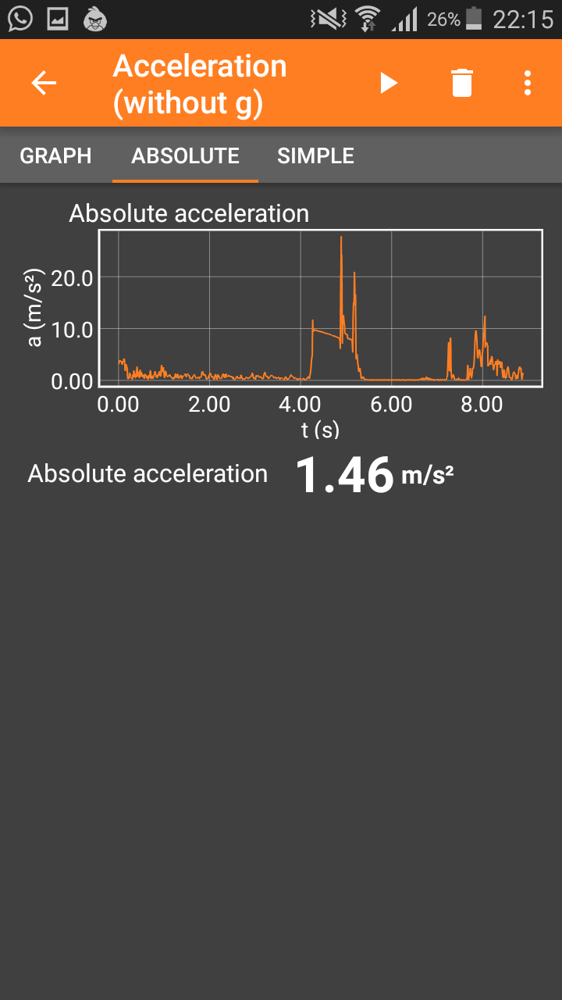 26% 22:15
Acceleration
(without g)
GRAPH ABSOLUTE SIMPLE
Absolute acceleration
a (m/s²)
20.0
10.0
0.00
0.00 2.00 4.00 6.00 8.00
t (s)
Absolute acceleration 1.46 m/s²